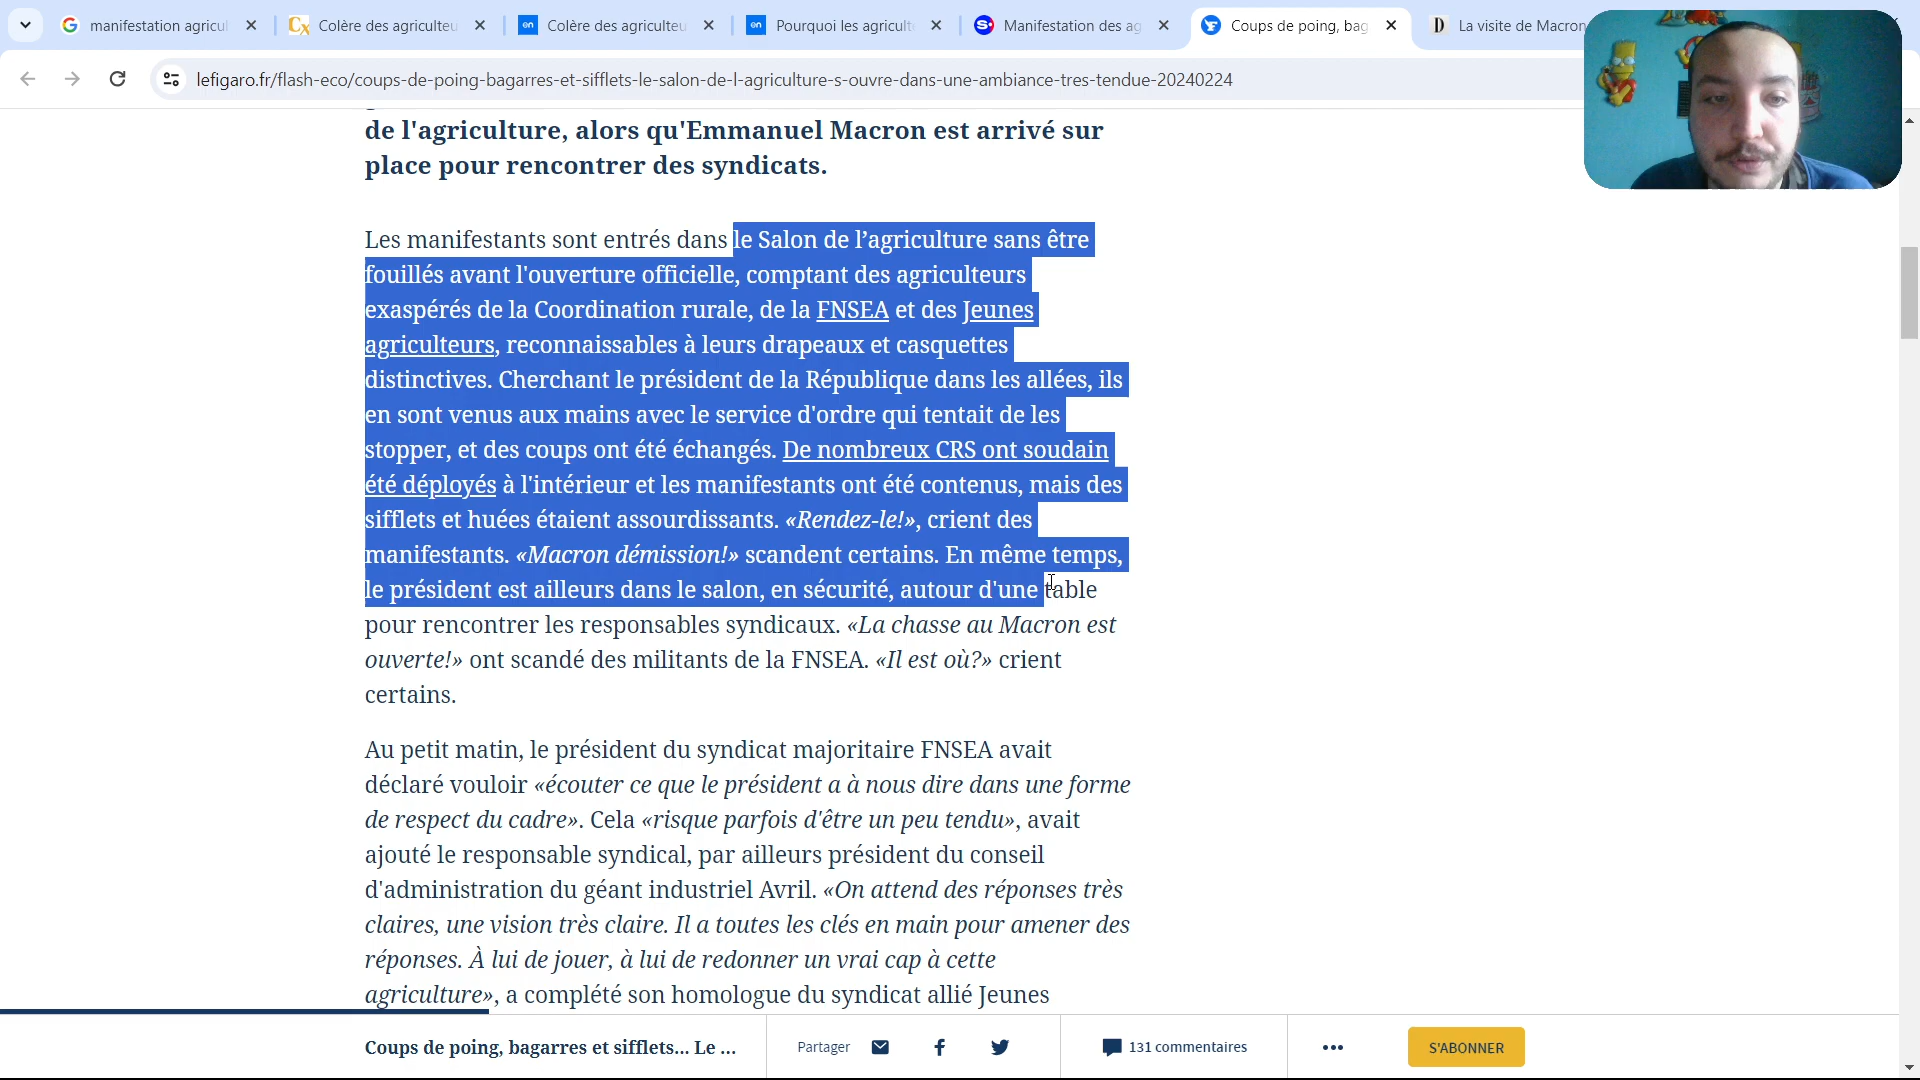 manifestation agricul
Colère des agriculteu
Colère des agriculteu
Pourquoi les agricult
Manifestation des ag
Coups de poing, bag
La visite de Macron
lefigaro.fr/flash-eco/coups-de-poing-bagarres-et-sifflets-le-salon-de-l-agriculture-s-ouvre-dans-une-ambiance-tres-tendue-20240224
de l'agriculture, alors qu'Emmanuel Macron est arrivé sur
place pour rencontrer des syndicats.
Les manifestants sont entrés dans le Salon de l’agriculture sans être
fouillés avant l'ouverture officielle, comptant des agriculteurs
exaspérés de la Coordination rurale, de la FNSEA et des Jeunes
agriculteurs, reconnaissables à leurs drapeaux et casquettes
distinctives. Cherchant le président de la République dans les allées, ils
en sont venus aux mains avec le service d'ordre qui tentait de les
stopper, et des coups ont été échangés. De nombreux CRS ont soudain
été déployés à l'intérieur et les manifestants ont été contenus, mais des
sifflets et huées étaient assourdissants. «Rendez-le!», crient des
manifestants. «Macron démission!» scandent certains. En même temps,
le président est ailleurs dans le salon, en sécurité, autour d'une table
pour rencontrer les responsables syndicaux. «La chasse au Macron est
ouverte!» ont scandé des militants de la FNSEA. «Il est où?» crient
certains.
Au petit matin, le président du syndicat majoritaire FNSEA avait
déclaré vouloir «écouter ce que le président a à nous dire dans une forme
de respect du cadre». Cela «risque parfois d'être un peu tendu», avait
ajouté le responsable syndical, par ailleurs président du conseil
d'administration du géant industriel Avril. «On attend des réponses très
claires, une vision très claire. Il a toutes les clés en main pour amener des
réponses. À lui de jouer, à lui de redonner un vrai cap à cette
agriculture», a complété son homologue du syndicat allié Jeunes
Coups de poing, bagarres et sifflets... Le ...
Partager
131 commentaires
S'ABONNER